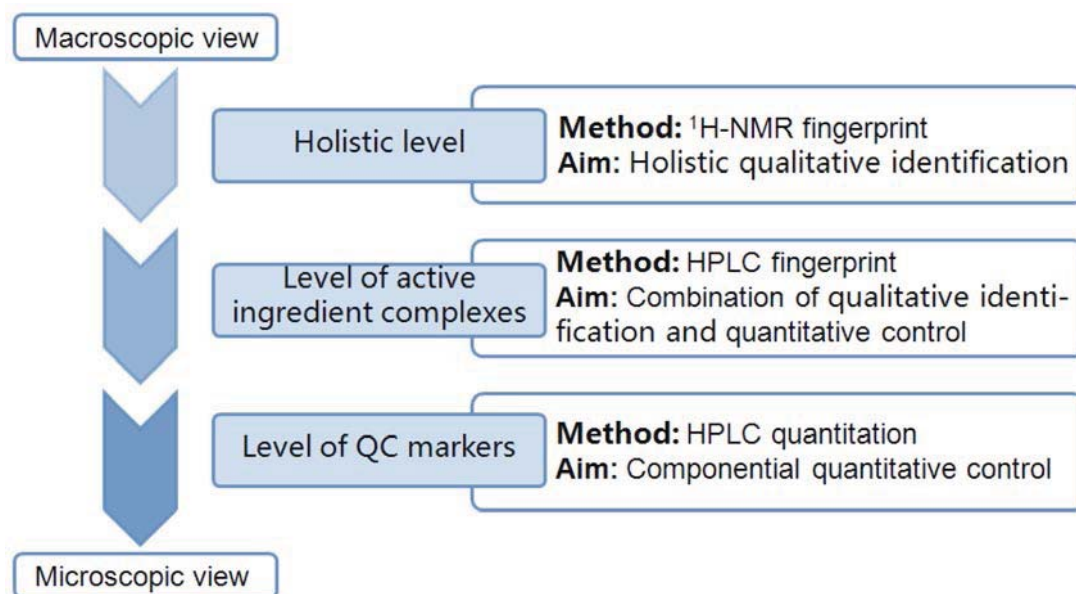 Macroscopic view
Holistic level
Method: ¹H-NMR fingerprint
Aim: Holistic qualitative identification
Level of active
ingredient complexes
Method: HPLC fingerprint
Aim: Combination of qualitative identi-
fication and quantitative control
Level of QC markers
Method: HPLC quantitation
Aim: Componential quantitative control
Microscopic view